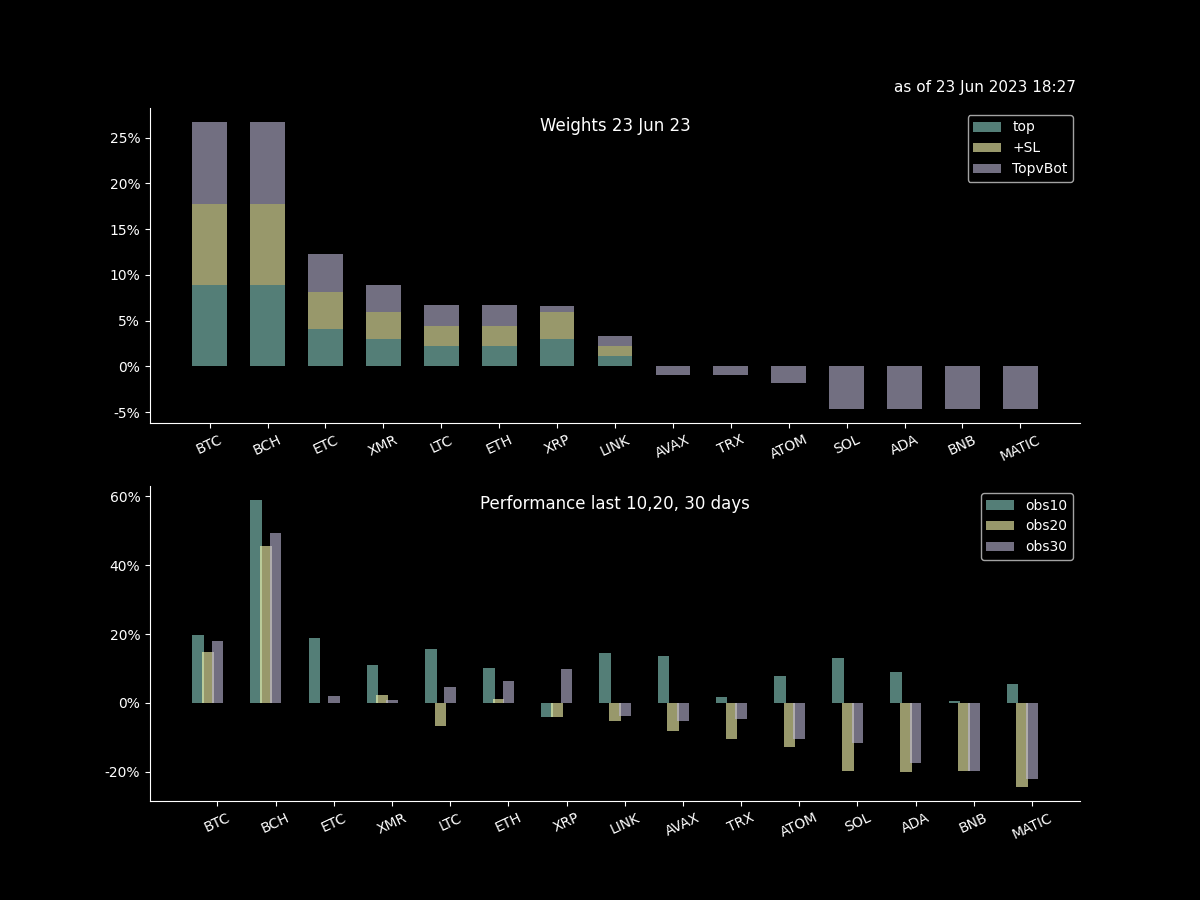 as of 23 Jun 2023 18:27
Weights 23 Jun 23
top
+SL
TopvBot
25%
20%
15%
10%
5%
0%
-5%
BTC BCH ETC XMR LTC ETH XRP LINK AVAX TRX ATOM SOL ADA BNB MATIC
Performance last 10,20, 30 days
obs10
obs20
obs30
60%
40%
20%
0%
-20%
BTC BCH ETC XMR LTC ETH XRP LINK AVAX TRX ATOM SOL ADA BNB MATIC